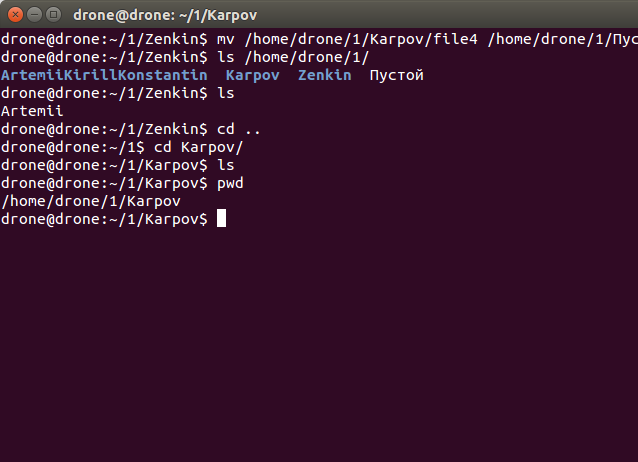 drone@drone: ~/1/Karpov
drone@drone:~/1/Zenkin$ mv /home/drone/1/Karpov/file4 /home/drone/1/Пус
drone@drone:~/1/Zenkin$ ls /home/drone/1/
ArtemiiKirillKonstantin  Karpov  Zenkin  Пустой
drone@drone:~/1/Zenkin$ ls
Artemii
drone@drone:~/1/Zenkin$ cd ..
drone@drone:~/1$ cd Karpov/
drone@drone:~/1/Karpov$ ls
drone@drone:~/1/Karpov$ pwd
/home/drone/1/Karpov
drone@drone:~/1/Karpov$